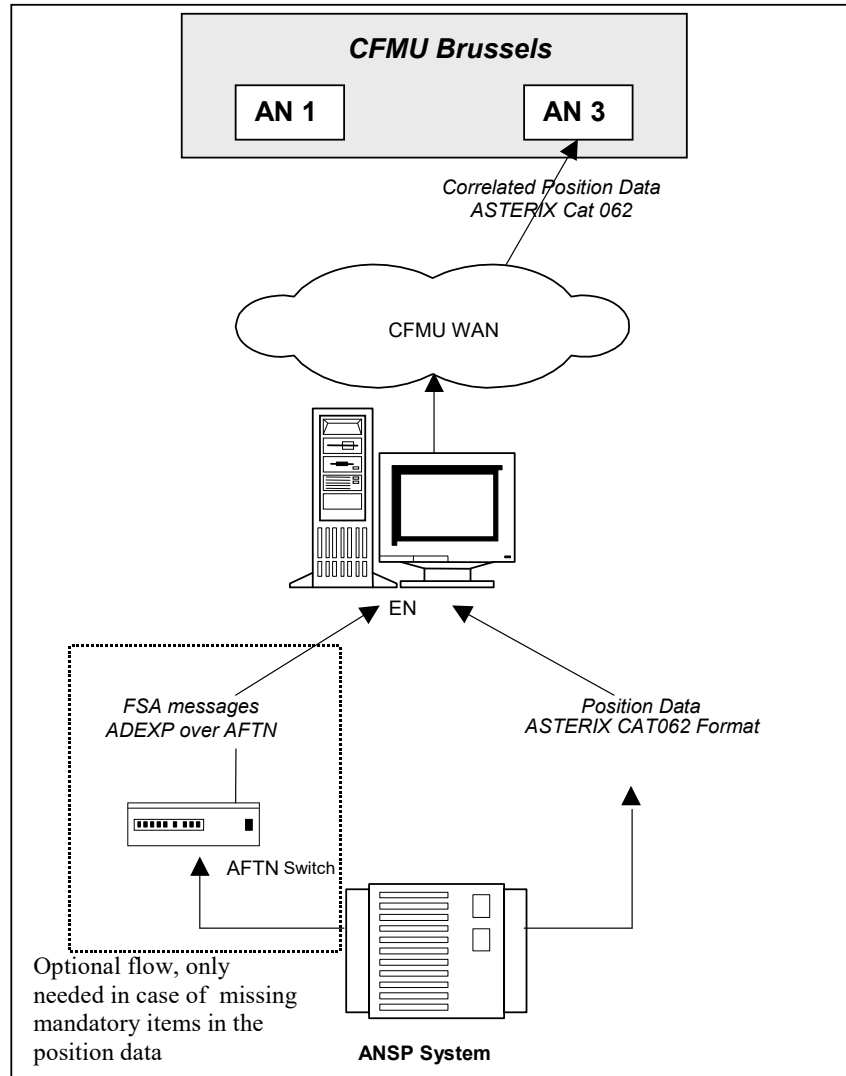 CFMU Brussels
AN 1
AN 3
Correlated Position Data
ASTERIX Cat 062
CFMU WAN
EN
FSA messages
ADEXP over AFTN
Position Data
ASTERIX CAT062 Format
AFTN Switch
Optional flow, only
needed in case of missing
mandatory items in the
position data
ANSP System